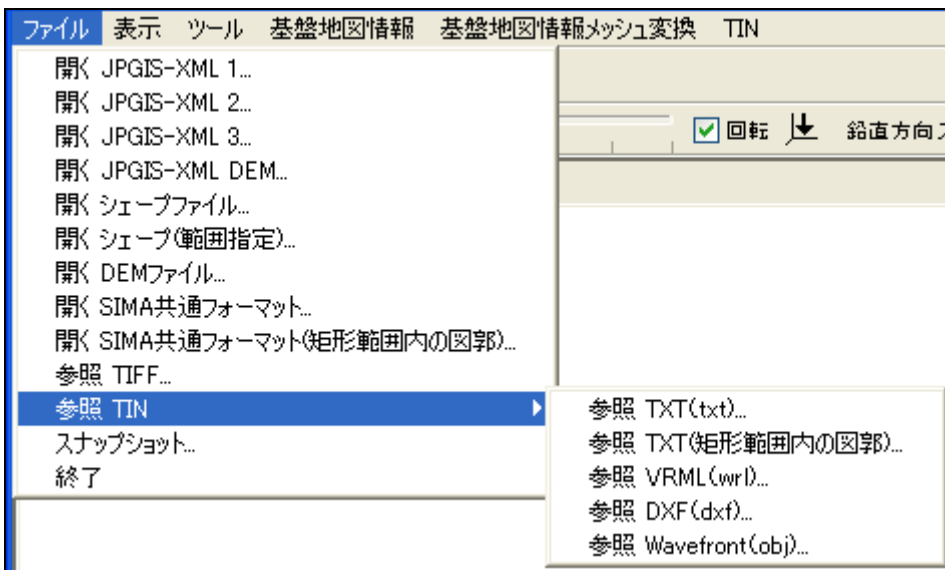 ファイル 表示 ツール 基盤地図情報 基盤地図情報メッシュ変換 TIN
開く JPGIS-XML 1...
開く JPGIS-XML 2...
開く JPGIS-XML 3...
開く JPGIS-XML DEM...
開く シェープファイル...
開く シェープ(範囲指定)...
開く DEMファイル...
開く SIMA共通フォーマット...
開く SIMA共通フォーマット(矩形範囲内の図郭)...
参照 TIFF...
参照 TIN
スナップショット...
終了
回転 鉛直方向
参照 TXT(txt)...
参照 TXT(矩形範囲内の図郭)...
参照 VRML(wrl)...
参照 DXF(dxf)...
参照 Wavefront(obj)...